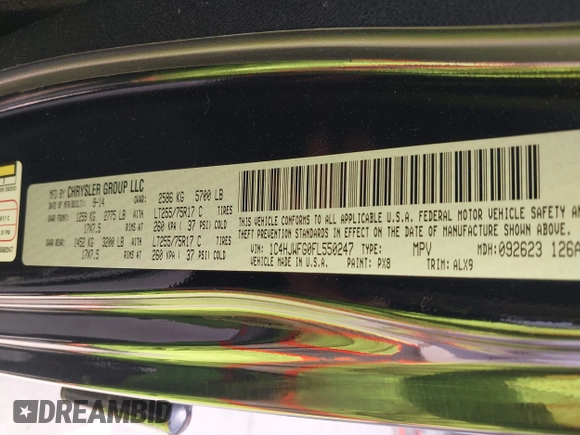 MFD BY CHRYSLER GROUP LLC
DATE OF MFR/BUILT: 9-14 GVWR: 2586 KG 5700 LB
GAWR FRONT: 1259 KG 2775 LB WITH LT255/75R17 C TIRES
17X7.5 RIMS AT 260 KPA ( 37 PSI) COLD
GAWR REAR: 1452 KG 3200 LB WITH LT255/75R17 C TIRES
17X7.5 RIMS AT 260 KPA ( 37 PSI) COLD
THIS VEHICLE CONFORMS TO ALL APPLICABLE U.S.A. FEDERAL MOTOR VEHICLE SAFETY AND
THEFT PREVENTION STANDARDS IN EFFECT ON THE DATE OF MANUFACTURE SHOWN ABOVE.
VIN: 1C4HJWFG0FL550247 TYPE: MPV MDH: 092623 126A
VEHICLE MADE IN U.S.A. PAINT: PX8 TRIM: ALX9
DREAMBID